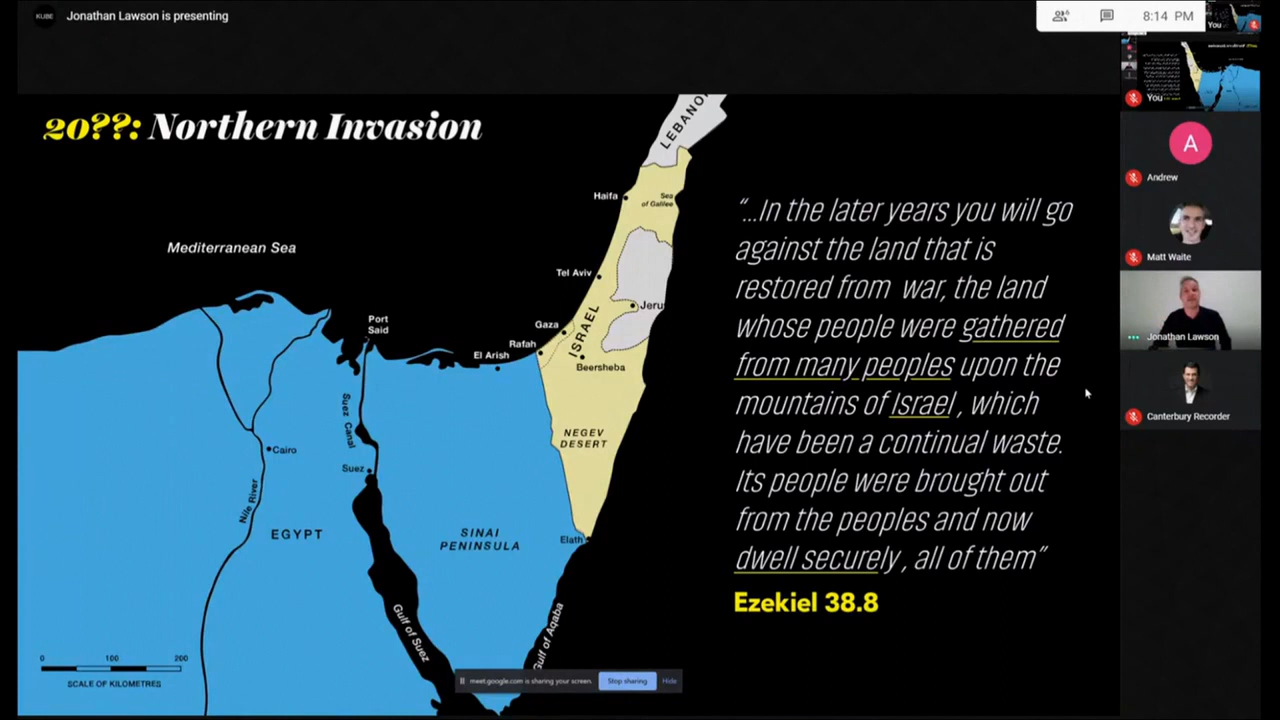 KUBE
Jonathan Lawson is presenting
6
8:14 PM
You
20??: Northern Invasion
LEBANO
Haifa
Sea
of Galilee
Mediterranean Sea
Tel Aviv
Jerus
ISRAEL
Gaza
Port
Said
Rafah
El Arish
Beersheba
Suez Canal
NEGEV
DESERT
Cairo
Suez
Nile River
EGYPT
SINAI
PENINSULA
Elath
Gulf of Suez
Gulf of Aqaba
0 100 200
SCALE OF KILOMETRES
“...In the later years you will go
against the land that is
restored from war, the land
whose people were gathered
from many peoples upon the
mountains of Israel, which
have been a continual waste.
Its people were brought out
from the peoples and now
dwell securely, all of them”
Ezekiel 38.8
meet.google.com is sharing your screen.
Stop sharing
Hide
You
A
Andrew
Matt Waite
Jonathan Lawson
Canterbury Recorder